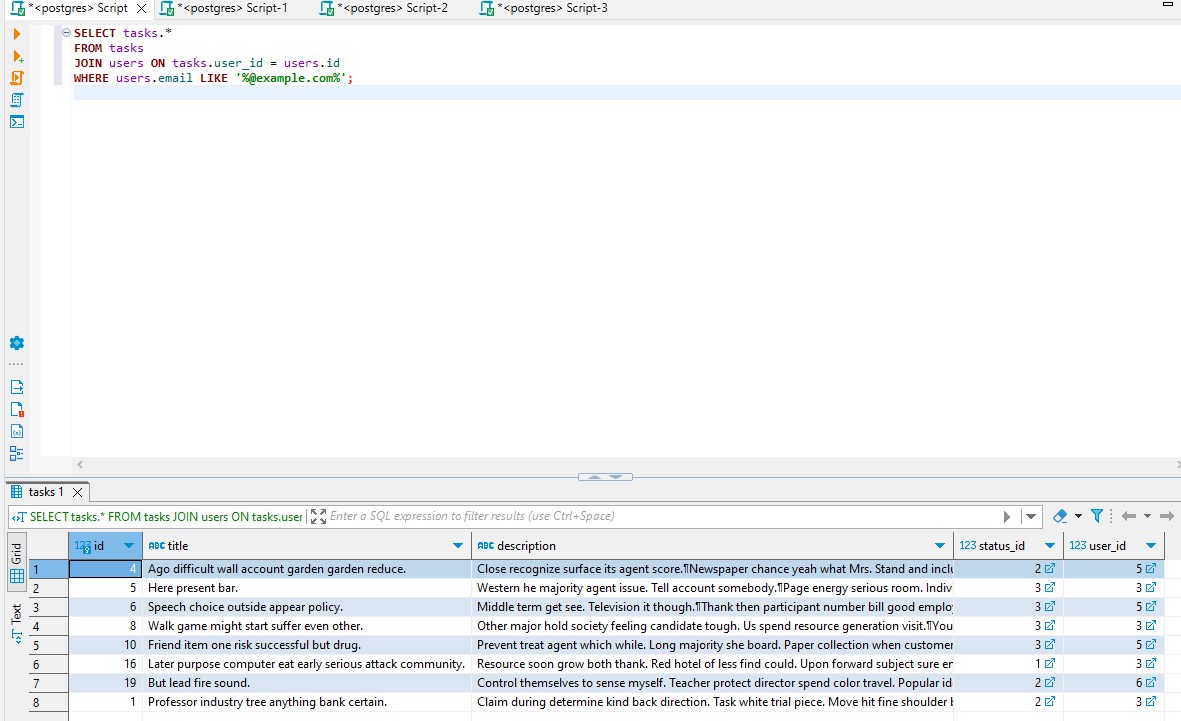 *<postgres> Script
*<postgres> Script-1
*<postgres> Script-2
*<postgres> Script-3
SELECT tasks.*
FROM tasks
JOIN users ON tasks.user_id = users.id
WHERE users.email LIKE '%@example.com%';
tasks 1
SELECT tasks.* FROM tasks JOIN users ON tasks.user
Enter a SQL expression to filter results (use Ctrl+Space)
Grid
Text
123 id ABC title ABC description 123 status_id 123 user_id
1 4 Ago difficult wall account garden garden reduce. Close recognize surface its agent score.¶Newspaper chance yeah what Mrs. Stand and inclu 2 5
2 5 Here present bar. Western he majority agent issue. Tell account somebody.¶Page energy serious room. Indiv 3 3
3 6 Speech choice outside appear policy. Middle term get see. Television it though.¶Thank then participant number bill good emplo 3 5
4 8 Walk game might start suffer even other. Other major hold society feeling candidate tough. Us spend resource generation visit.¶You 3 3
5 10 Friend item one risk successful but drug. Prevent treat agent which while. Long majority she board. Paper collection when customer 3 5
6 16 Later purpose computer eat early serious attack community. Resource soon grow both thank. Red hotel of less find could. Upon forward subject sure en 1 3
7 19 But lead fire sound. Control themselves to sense myself. Teacher protect director spend color travel. Popular id 2 6
8 1 Professor industry tree anything bank certain. Claim during determine kind back direction. Task white trial piece. Move hit fine shoulder b 2 3